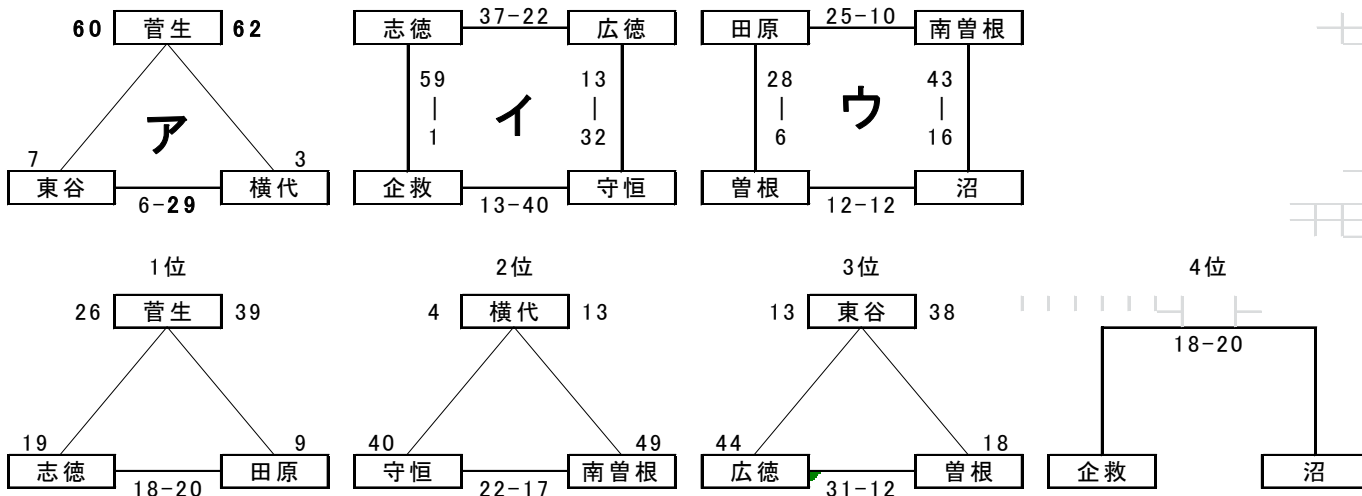 60 菅生 62 志徳 37-22 広徳 田原 25-10 南曽根
59 | 1 13 | 32 28 | 6 43 | 16
ア イ ウ
7 3
東谷 6-29 横代 企救 13-40 守恒 曽根 12-12 沼
1位 2位 3位 4位
26 菅生 39 4 横代 13 13 東谷 38
18-20
19 9 40 49 44 18
志徳 18-20 田原 守恒 22-17 南曽根 広徳 31-12 曽根 企救 沼